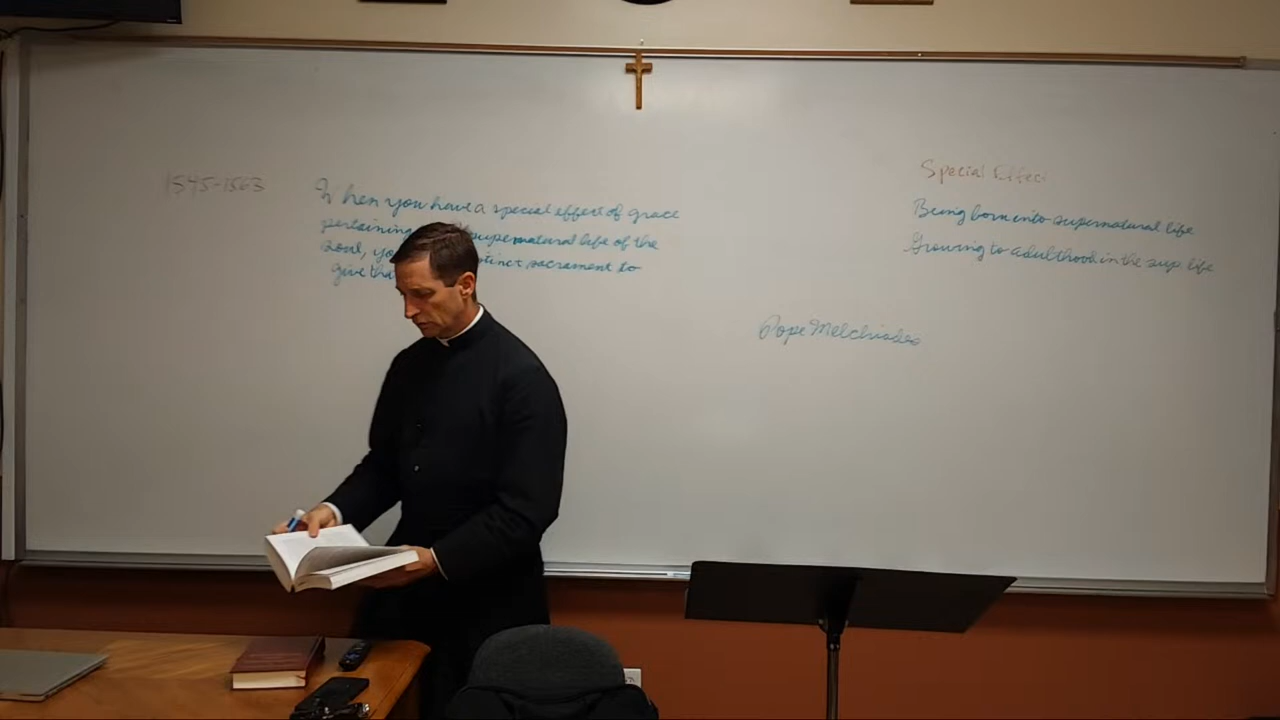 1545-1563
When you have a special effect of grace
pertaining supernatural life of the
soul, yo distinct sacrament to
give tha
Special Effect
Being born into supernatural life
Growing to adulthood in the sup. life
Pope Melchiades